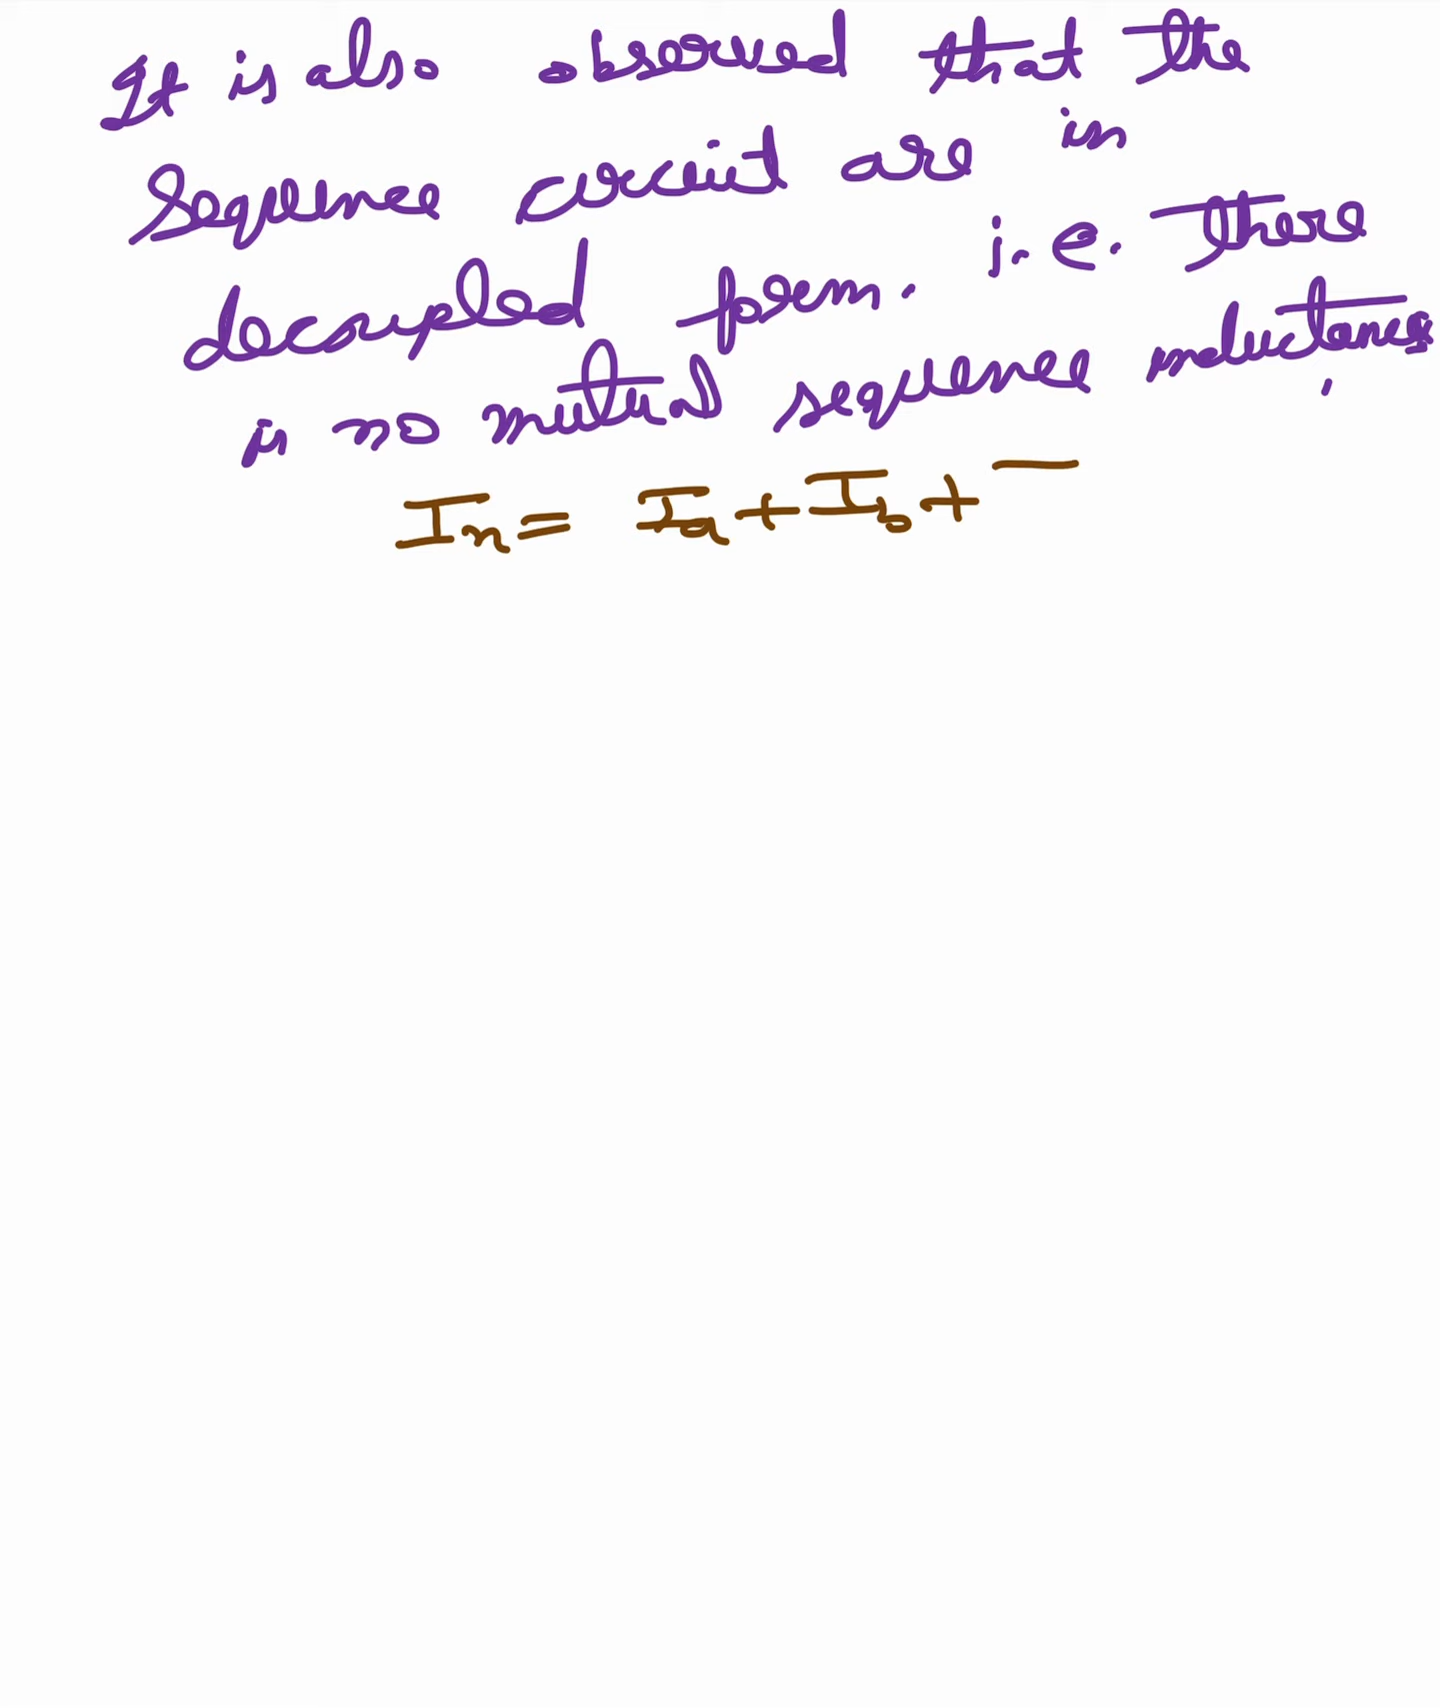 It is also observed that the
sequence circuit are in
decoupled form. i.e. there
is no mutual sequence inductances,
In = Ia + Ib +